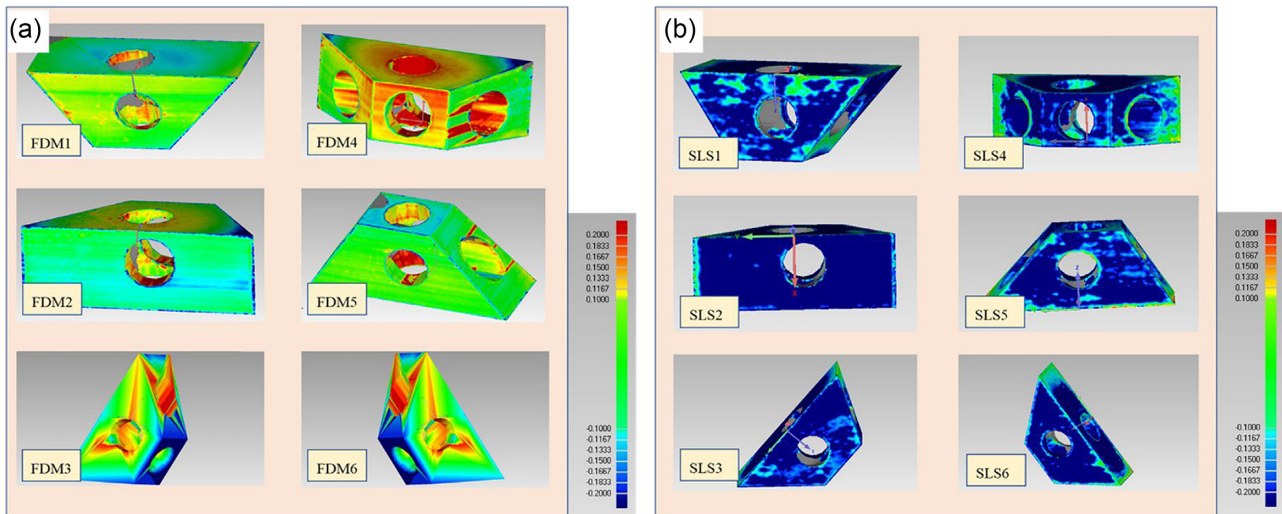 (a)
FDM1
FDM4
FDM2
FDM5
FDM3
FDM6
0.2000
0.1833
0.1667
0.1500
0.1333
0.1167
0.1000
-0.1000
-0.1167
-0.1333
-0.1500
-0.1667
-0.1833
-0.2000
(b)
SLS1
SLS4
SLS2
SLS5
SLS3
SLS6
0.2000
0.1833
0.1667
0.1500
0.1333
0.1167
0.1000
-0.1000
-0.1167
-0.1333
-0.1500
-0.1667
-0.1833
-0.2000